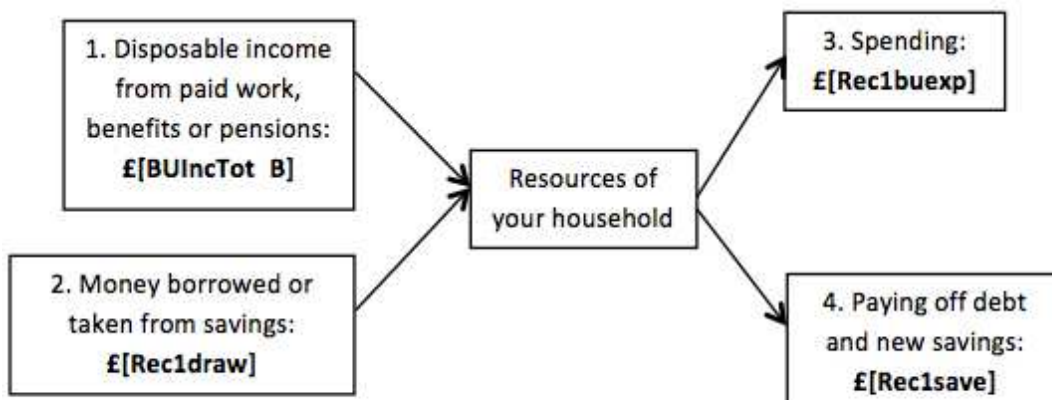 1. Disposable income
from paid work,
benefits or pensions:
£[BUIncTot B]
2. Money borrowed or
taken from savings:
£[Rec1draw]
Resources of
your household
3. Spending:
£[Rec1buexp]
4. Paying off debt
and new savings:
£[Rec1save]